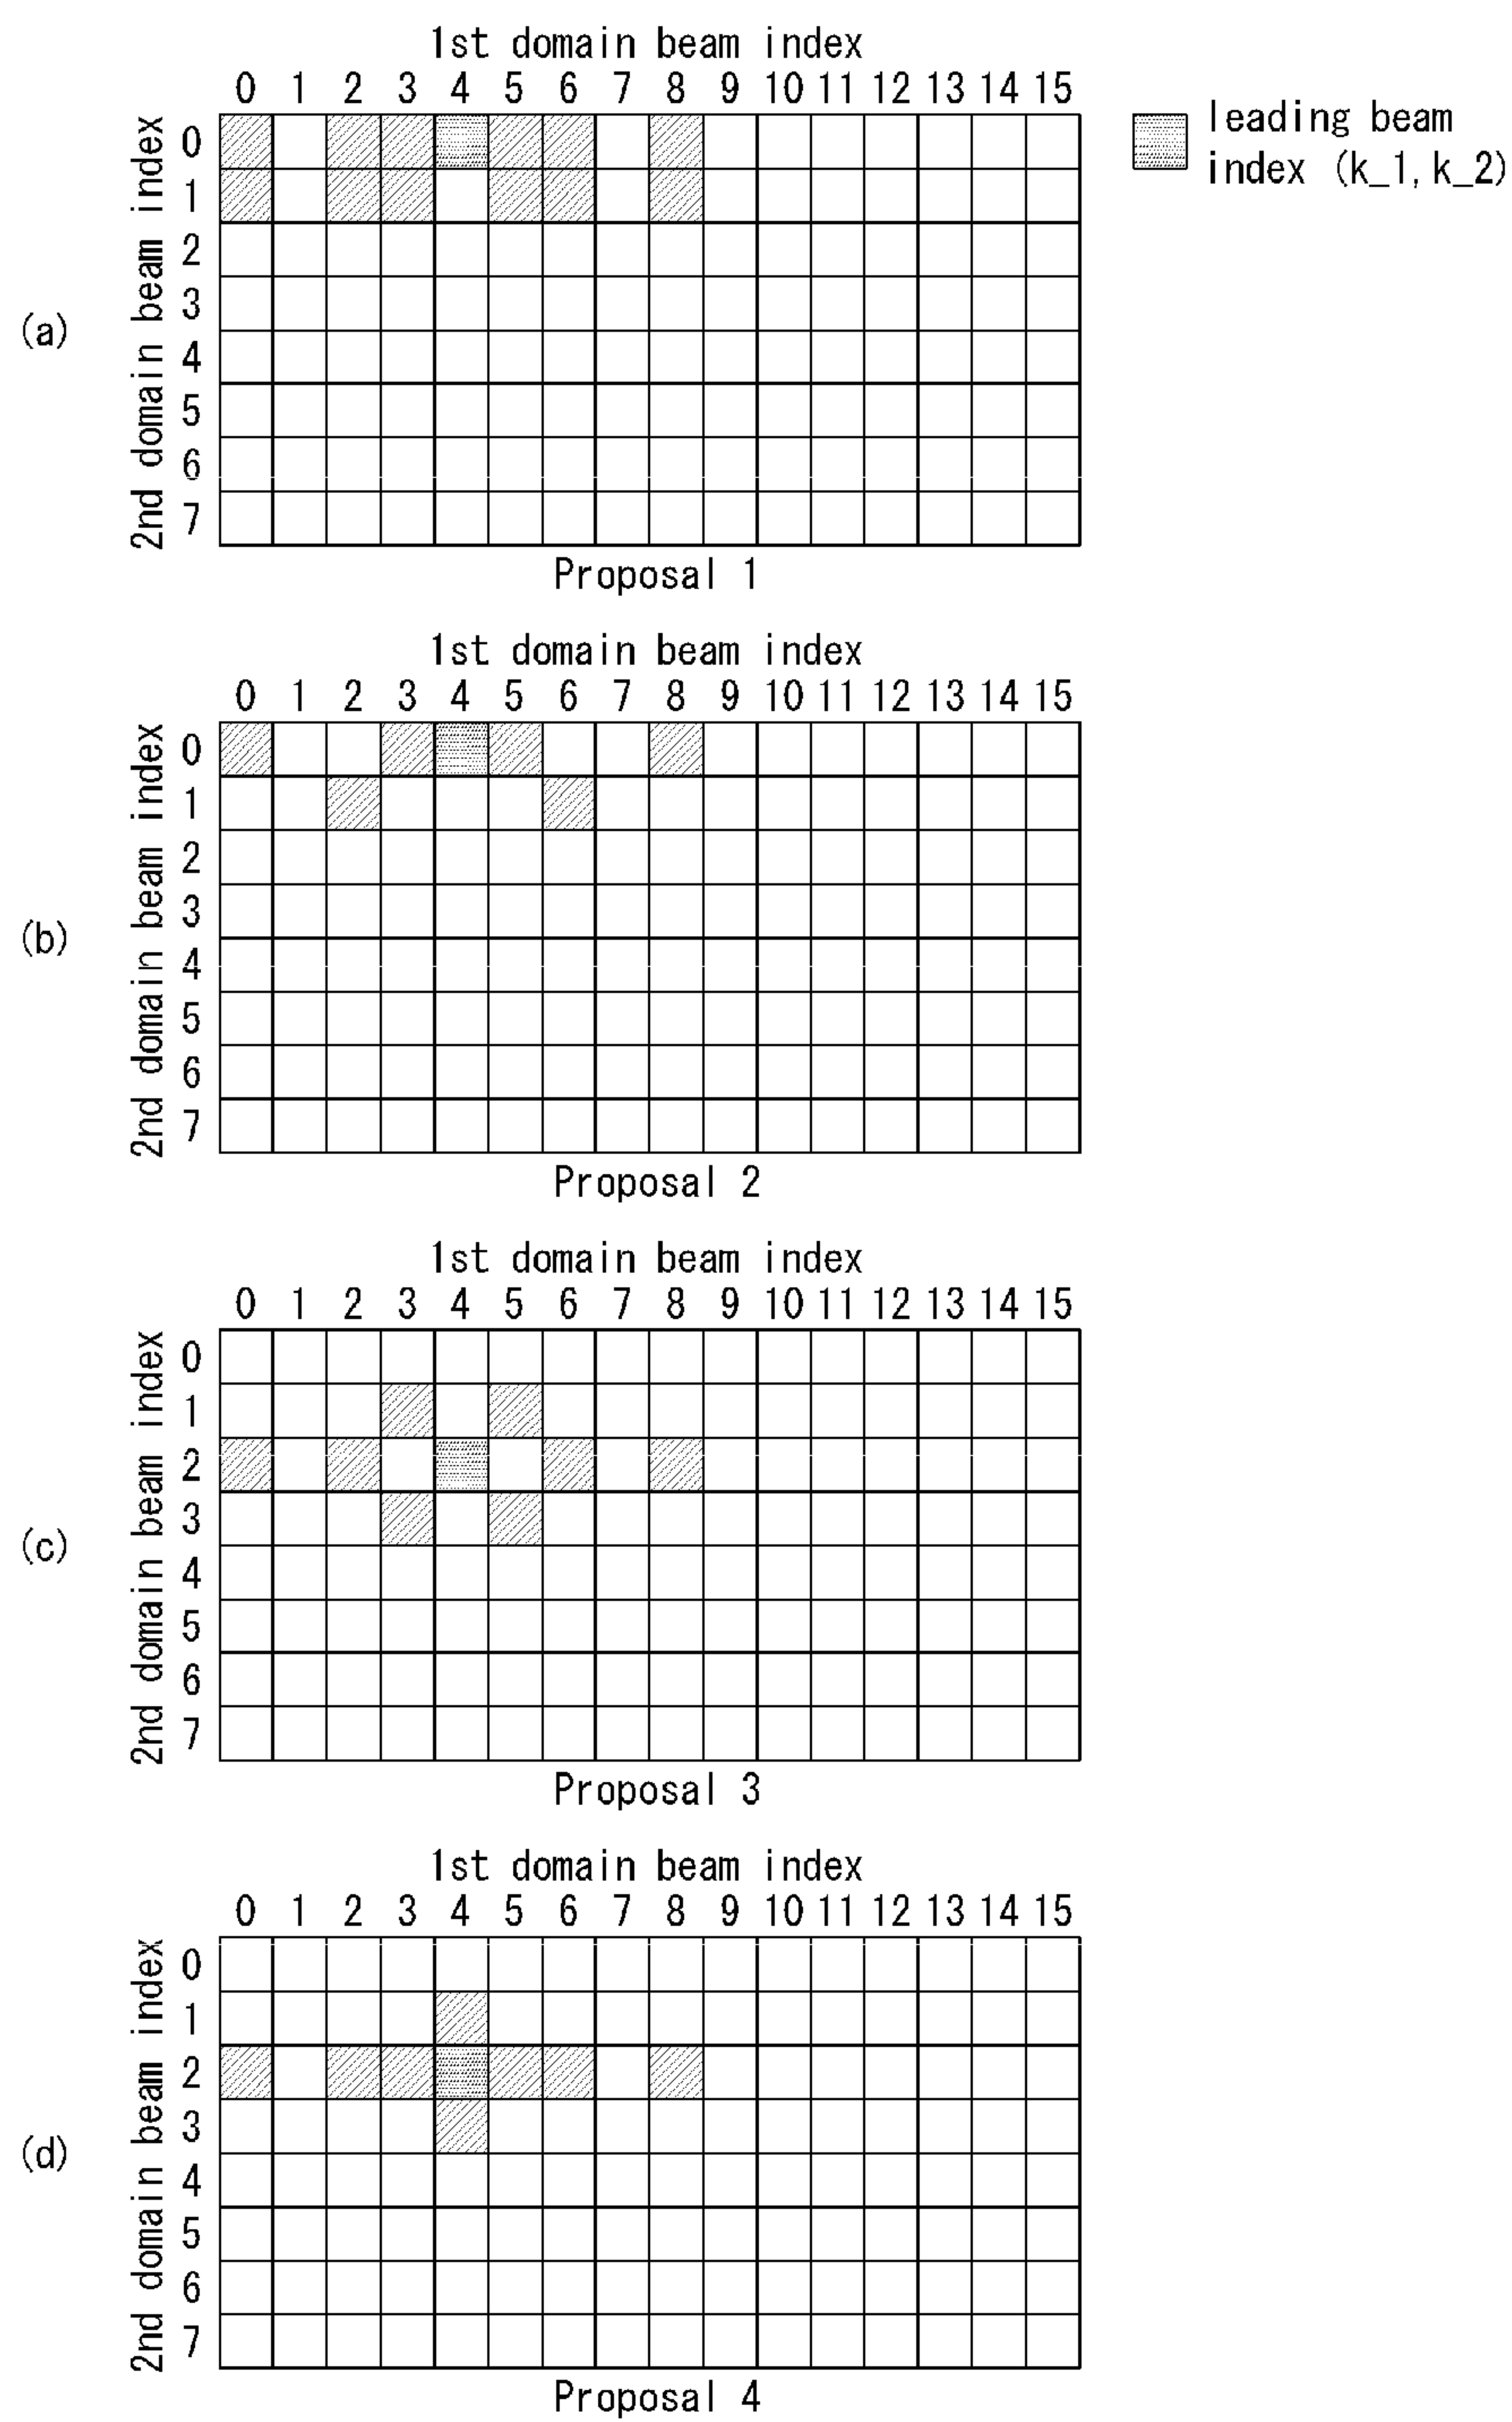 1st domain beam index
0 1 2 3 4 5 6 7 8 9 10 11 12 13 14 15
leading beam
index (k_1, k_2)
(a)
2nd domain beam index
0
1
2
3
4
5
6
7
Proposal 1
1st domain beam index
0 1 2 3 4 5 6 7 8 9 10 11 12 13 14 15
(b)
2nd domain beam index
0
1
2
3
4
5
6
7
Proposal 2
1st domain beam index
0 1 2 3 4 5 6 7 8 9 10 11 12 13 14 15
(c)
2nd domain beam index
0
1
2
3
4
5
6
7
Proposal 3
1st domain beam index
0 1 2 3 4 5 6 7 8 9 10 11 12 13 14 15
(d)
2nd domain beam index
0
1
2
3
4
5
6
7
Proposal 4